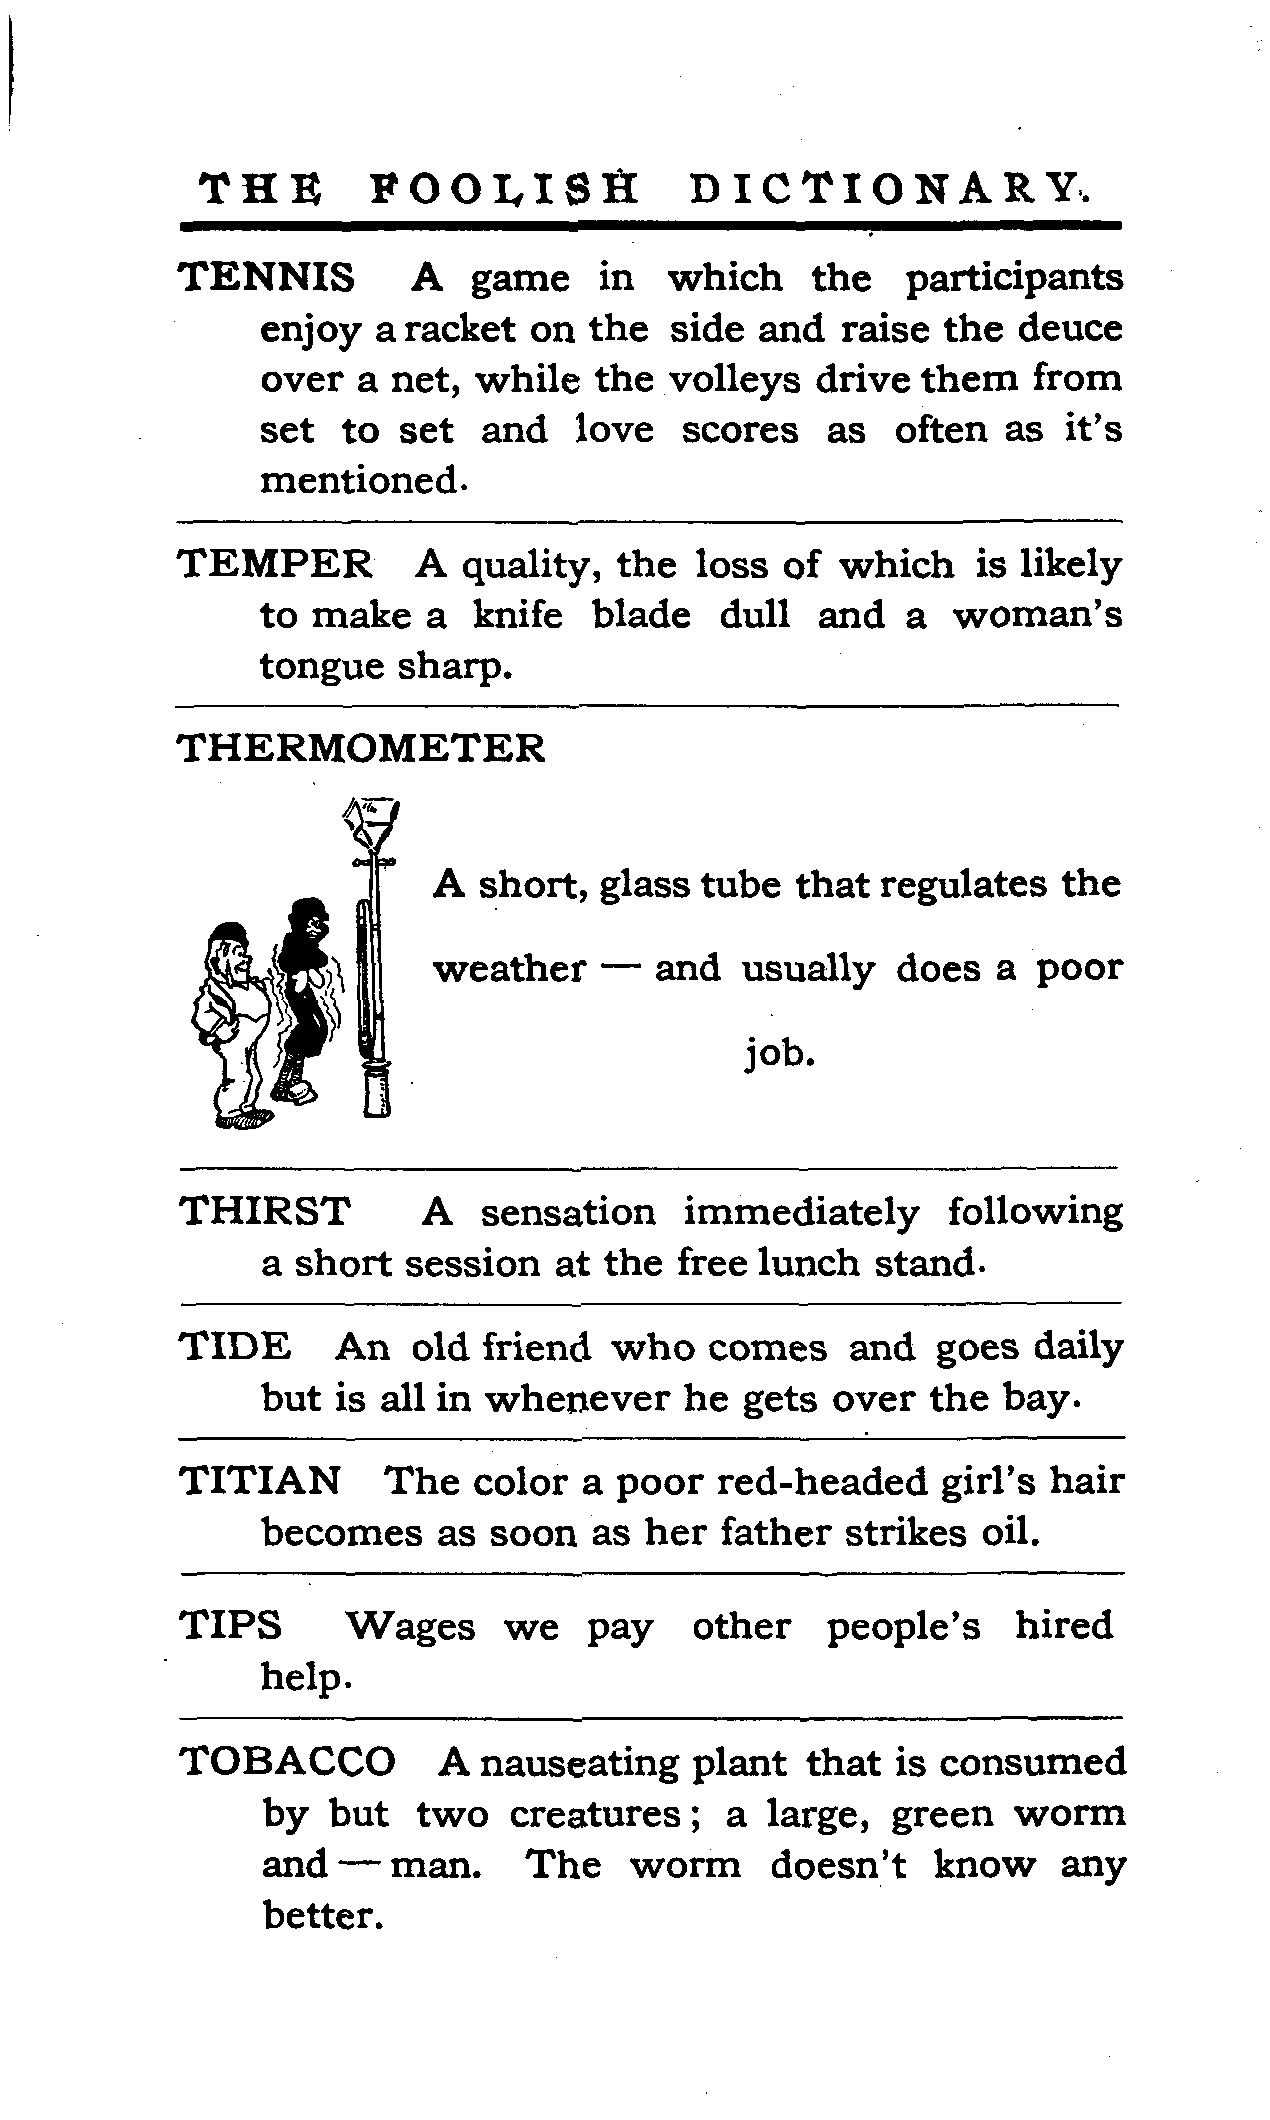 THE FOOLISH DICTIONARY.
TENNIS A game in which the participants
enjoy a racket on the side and raise the deuce
over a net, while the volleys drive them from
set to set and love scores as often as it's
mentioned.
TEMPER A quality, the loss of which is likely
to make a knife blade dull and a woman's
tongue sharp.
THERMOMETER
A short, glass tube that regulates the
weather — and usually does a poor
job.
THIRST A sensation immediately following
a short session at the free lunch stand.
TIDE An old friend who comes and goes daily
but is all in whenever he gets over the bay.
TITIAN The color a poor red-headed girl's hair
becomes as soon as her father strikes oil.
TIPS Wages we pay other people's hired
help.
TOBACCO A nauseating plant that is consumed
by but two creatures; a large, green worm
and — man. The worm doesn't know any
better.